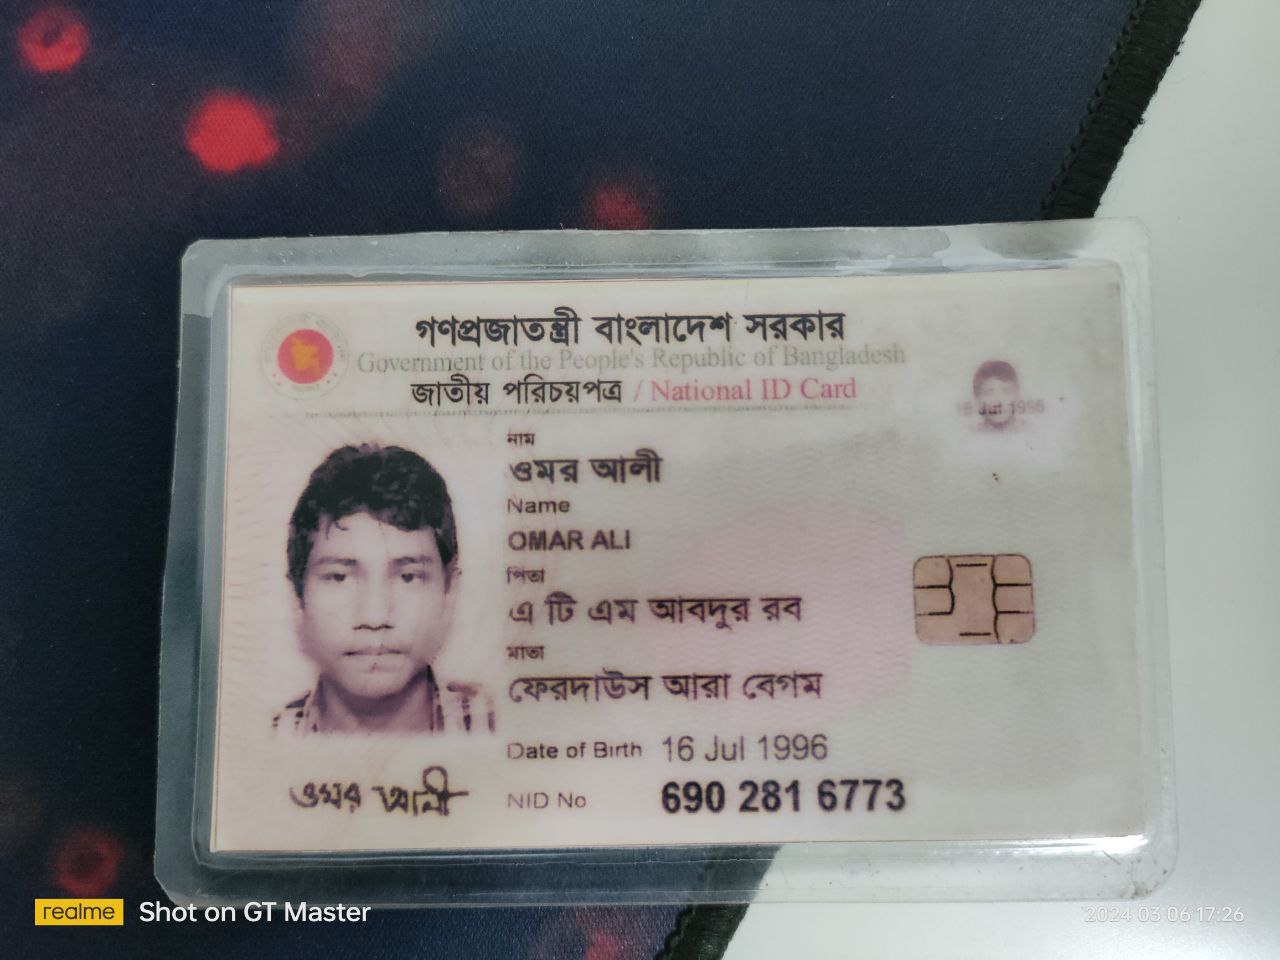 গণপ্রজাতন্ত্রী বাংলাদেশ সরকার
Government of the People's Republic of Bangladesh
জাতীয় পরিচয়পত্র / National ID Card
16 Jul 1996
নাম
ওমর আলী
Name
OMAR ALI
পিতা
এ টি এম আবদুর রব
মাতা
ফেরদাউস আরা বেগম
Date of Birth 16 Jul 1996
ওমর আলী
NID No 690 281 6773
realme Shot on GT Master
2024 03 06 17:26